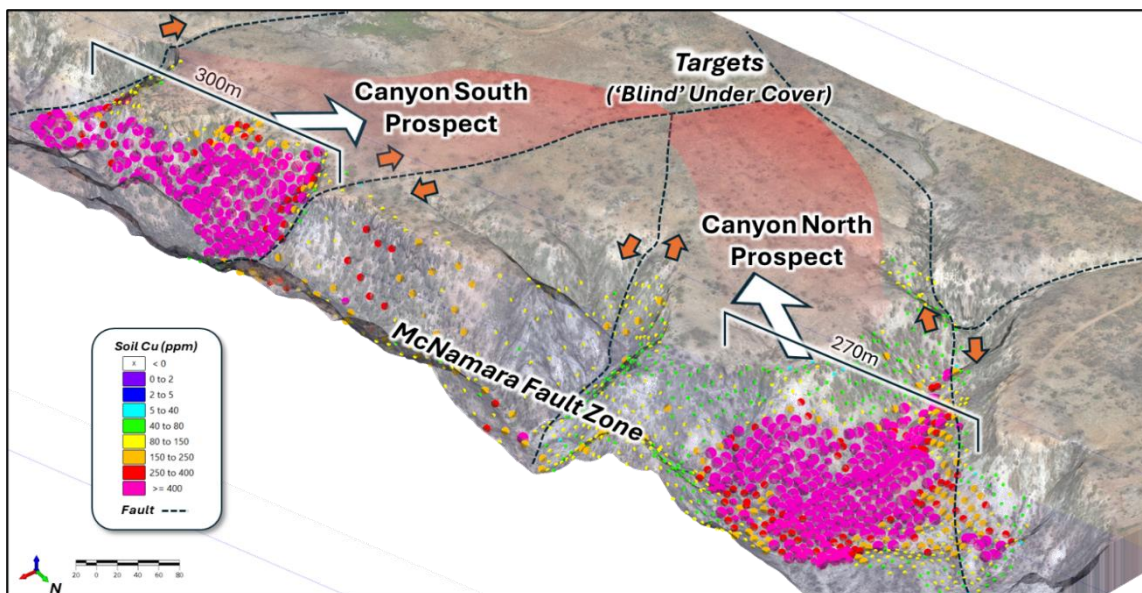 300m
Canyon South
Prospect
Targets
('Blind' Under Cover)
Canyon North
Prospect
270m
McNamara Fault Zone
Soil Cu (ppm)
x < 0
0 to 2
2 to 5
5 to 40
40 to 80
80 to 150
150 to 250
250 to 400
>= 400
Fault
N
20 0 20 40 60 80